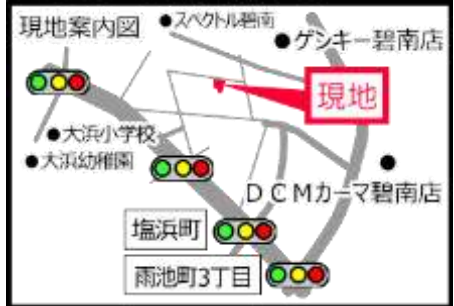 現地案内図
●スペクトル碧南
●ゲンキー碧南店
現地
●大浜小学校
●大浜幼稚園
●
DCMカーマ碧南店
塩浜町
雨池町3丁目